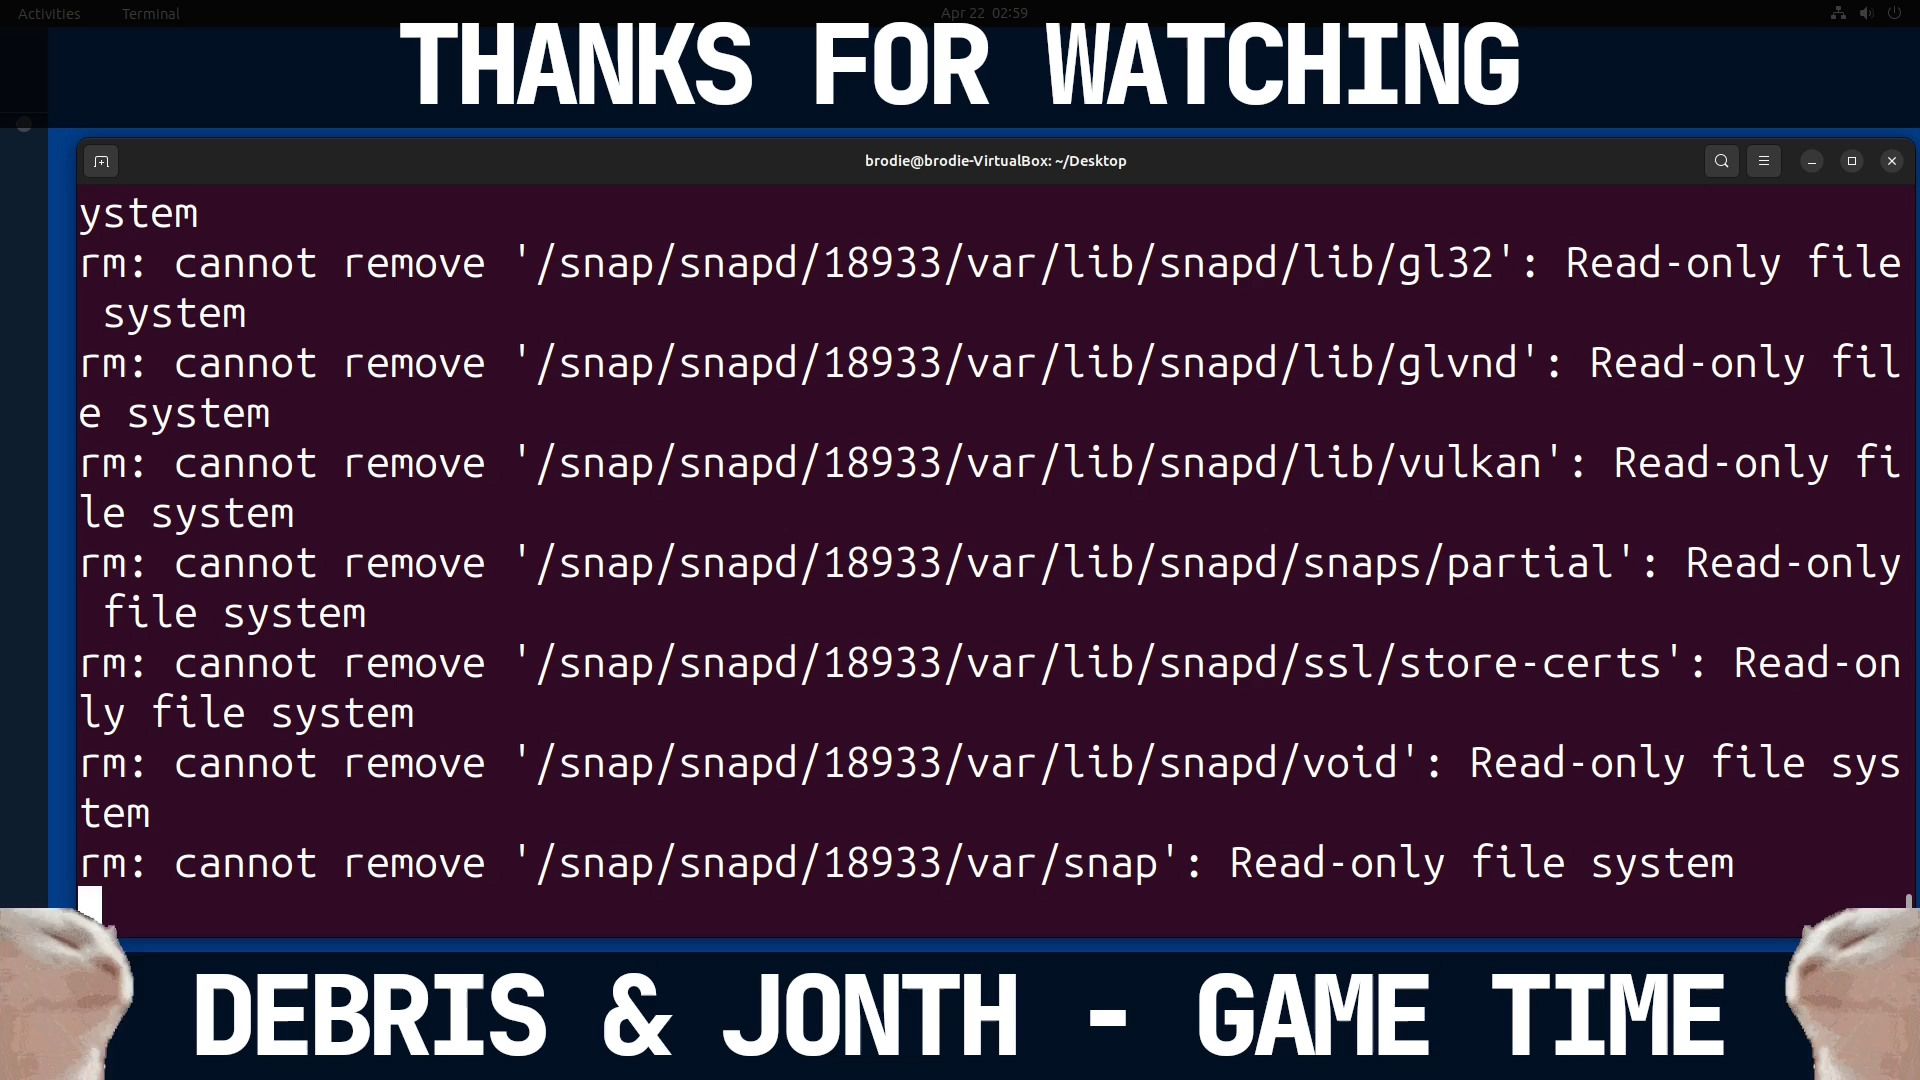 Activities Terminal Apr 22 02:59
THANKS FOR WATCHING
brodie@brodie-VirtualBox: ~/Desktop
ystem
rm: cannot remove '/snap/snapd/18933/var/lib/snapd/lib/gl32': Read-only file
 system
rm: cannot remove '/snap/snapd/18933/var/lib/snapd/lib/glvnd': Read-only fil
e system
rm: cannot remove '/snap/snapd/18933/var/lib/snapd/lib/vulkan': Read-only fi
le system
rm: cannot remove '/snap/snapd/18933/var/lib/snapd/snaps/partial': Read-only
 file system
rm: cannot remove '/snap/snapd/18933/var/lib/snapd/ssl/store-certs': Read-on
ly file system
rm: cannot remove '/snap/snapd/18933/var/lib/snapd/void': Read-only file sys
tem
rm: cannot remove '/snap/snapd/18933/var/snap': Read-only file system
DEBRIS & JONTH - GAME TIME